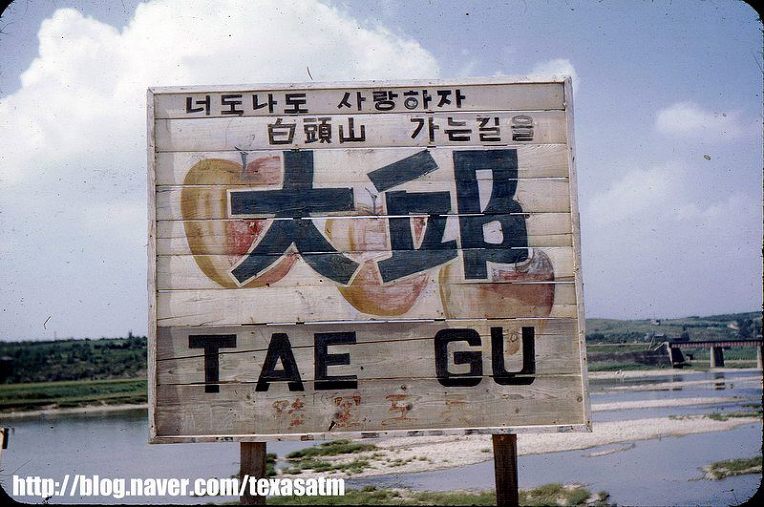 너도나도 사랑하자
白頭山 가는길을
大邱
TAE GU
http://blog.naver.com/texasatm